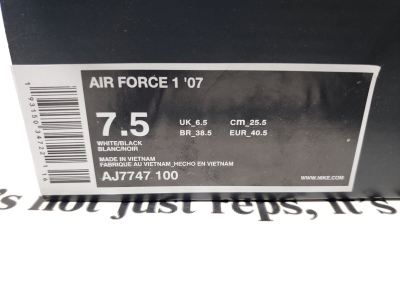 AIR FORCE 1 '07
7.5
UK_6.5
Cm_25.5
BR_38.5
EUR_40.5
WHITE/BLACK
BLANC/NOIR
MADE IN VIETNAM
FABRIQUE AU VIETNAM_HECHO EN VIETNAM
AJ7747 100
WWW.NIKE.COM
not just reps, it's